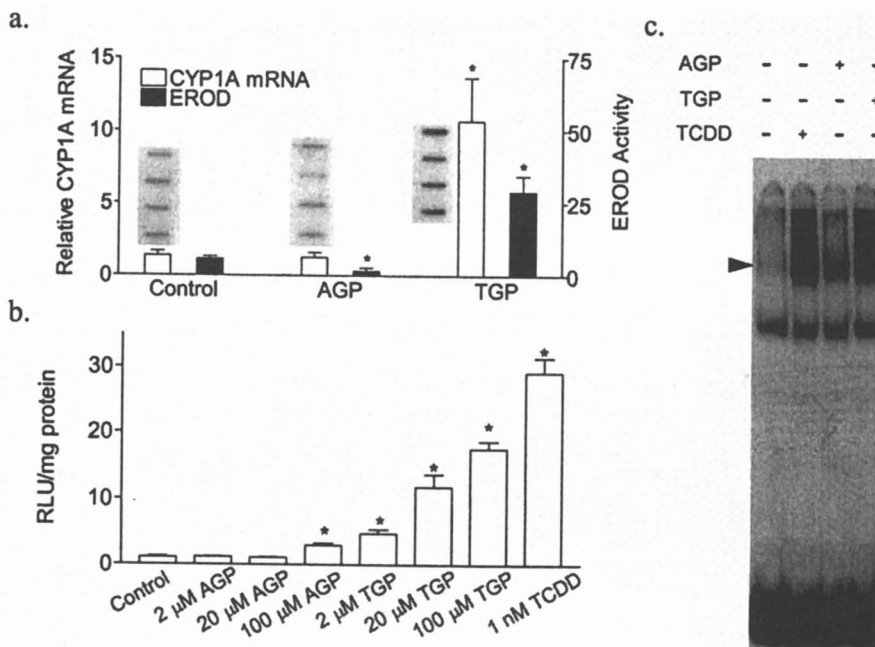 a.
15
10
5
0
Relative CYP1A mRNA
CYP1A mRNA
EROD
*
*
*
75
50
25
0
EROD Activity
Control AGP TGP
b.
30
20
10
0
RLU/mg protein
*
*
*
*
*
Control
2 μM AGP
20 μM AGP
100 μM AGP
2 μM TGP
20 μM TGP
100 μM TGP
1 nM TCDD
c.
AGP - - + -
TGP - - - +
TCDD - + - -